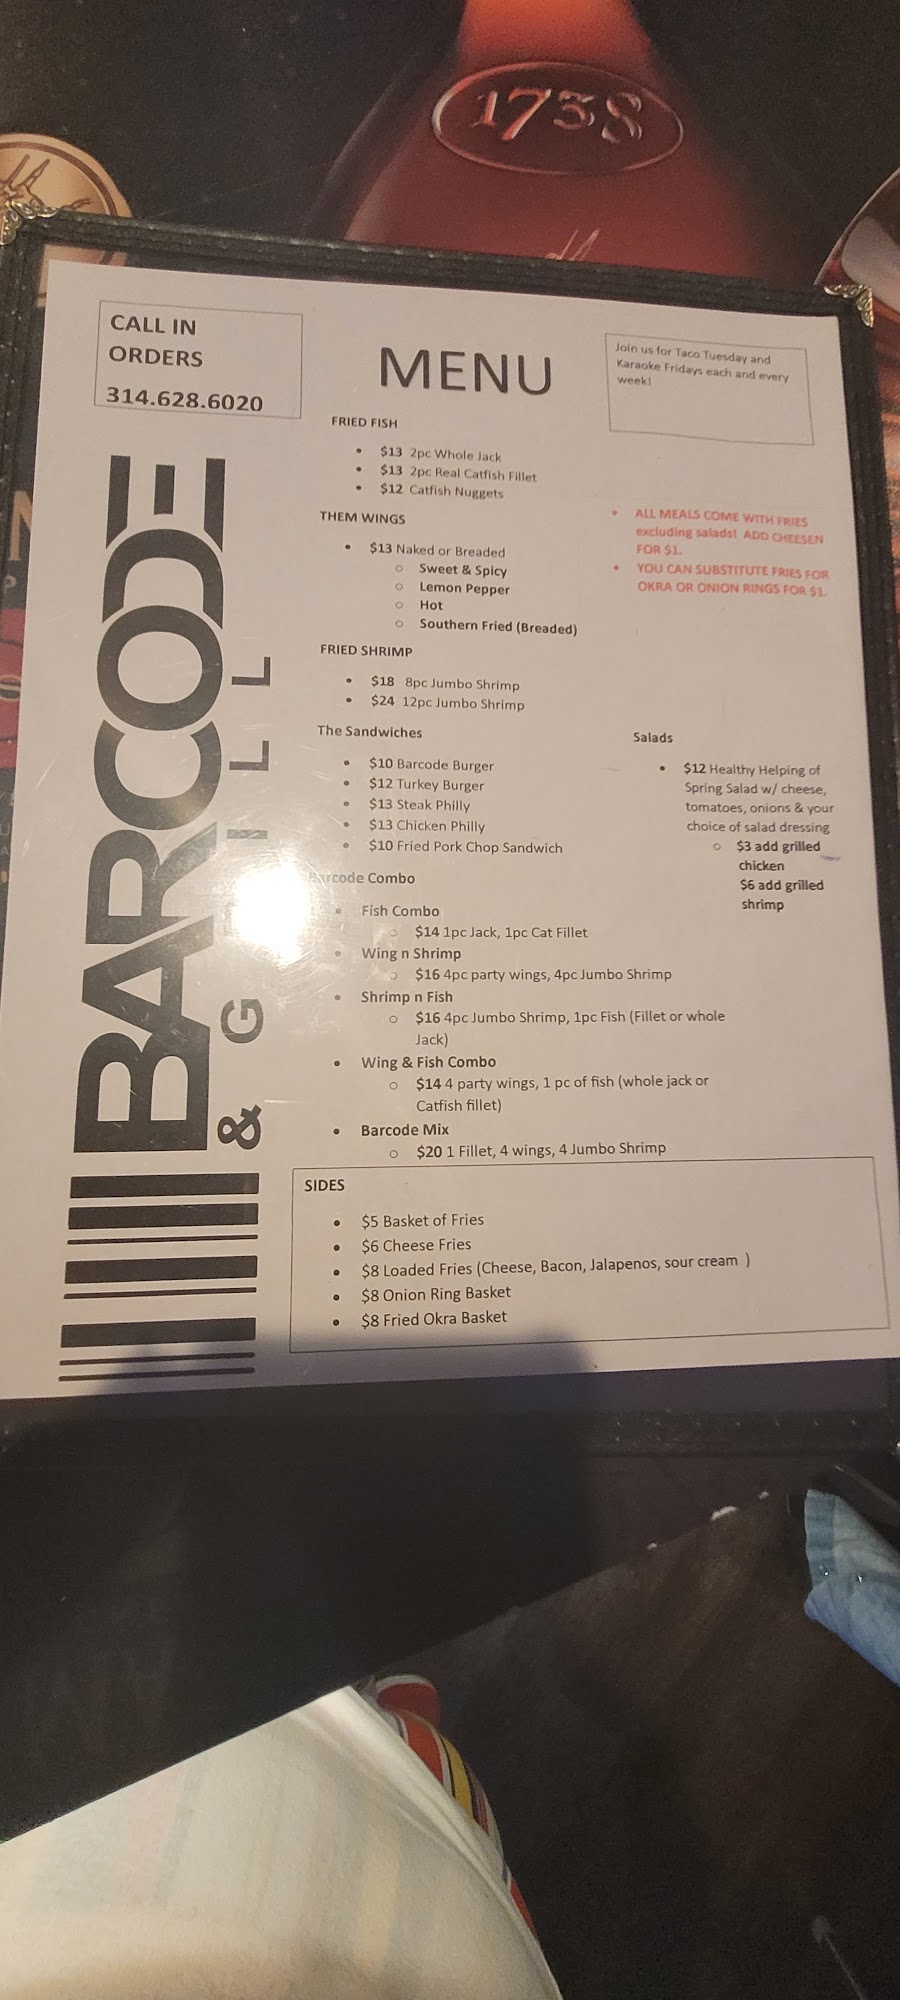 1738
CALL IN
ORDERS
314.628.6020
MENU
Join us for Taco Tuesday and
Karaoke Fridays each and every
week!
BARCODE
& GRILL
FRIED FISH
• $13 2pc Whole Jack
• $13 2pc Real Catfish Fillet
• $12 Catfish Nuggets
THEM WINGS
• $13 Naked or Breaded
○ Sweet & Spicy
○ Lemon Pepper
○ Hot
○ Southern Fried (Breaded)
• ALL MEALS COME WITH FRIES
excluding salads! ADD CHEESEN
FOR $1.
• YOU CAN SUBSTITUTE FRIES FOR
OKRA OR ONION RINGS FOR $1.
FRIED SHRIMP
• $18 8pc Jumbo Shrimp
• $24 12pc Jumbo Shrimp
The Sandwiches
• $10 Barcode Burger
• $12 Turkey Burger
• $13 Steak Philly
• $13 Chicken Philly
• $10 Fried Pork Chop Sandwich
Salads
• $12 Healthy Helping of
Spring Salad w/ cheese,
tomatoes, onions & your
choice of salad dressing
○ $3 add grilled
chicken
$6 add grilled
shrimp
Barcode Combo
• Fish Combo
○ $14 1pc Jack, 1pc Cat Fillet
• Wing n Shrimp
○ $16 4pc party wings, 4pc Jumbo Shrimp
• Shrimp n Fish
○ $16 4pc Jumbo Shrimp, 1pc Fish (Fillet or whole
Jack)
• Wing & Fish Combo
○ $14 4 party wings, 1 pc of fish (whole jack or
Catfish fillet)
• Barcode Mix
○ $20 1 Fillet, 4 wings, 4 Jumbo Shrimp
SIDES
• $5 Basket of Fries
• $6 Cheese Fries
• $8 Loaded Fries (Cheese, Bacon, Jalapenos, sour cream )
• $8 Onion Ring Basket
• $8 Fried Okra Basket